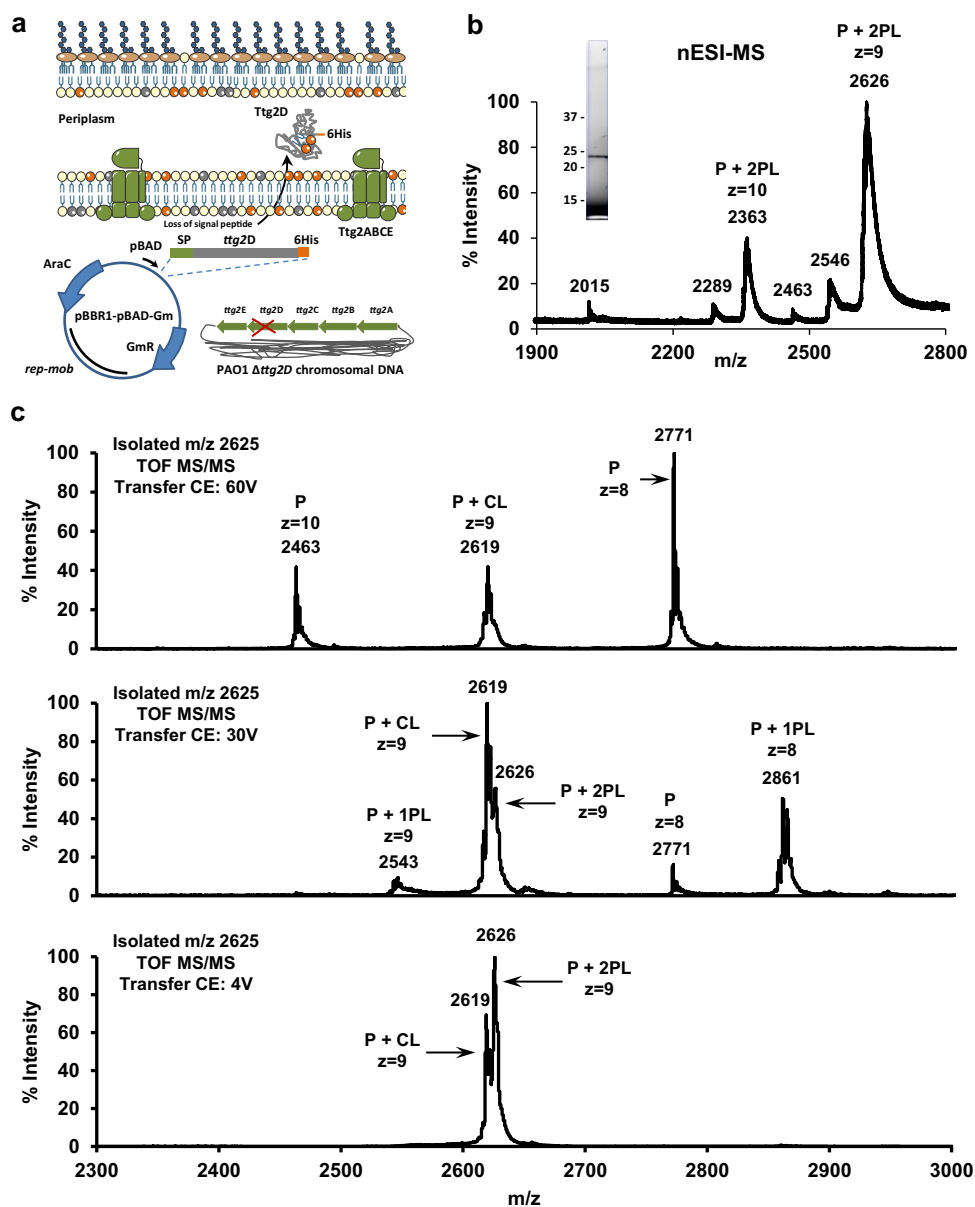 a
Periplasm
Ttg2D
6His
Loss of signal peptide
Ttg2ABCE
pBAD
SP
ttg2D
6His
AraC
pBBR1-pBAD-Gm
GmR
rep-mob
ttg2E
ttg2D
ttg2C
ttg2B
ttg2A
PAO1 Δttg2D chromosomal DNA
b
nESI-MS
37 -
25 -
20 -
15 -
P + 2PL
z=9
2626
P + 2PL
z=10
2363
2015
2289
2463
2546
% Intensity
100
80
60
40
20
0
1900
2200
2500
2800
m/z
c
Isolated m/z 2625
TOF MS/MS
Transfer CE: 60V
% Intensity
100
80
60
40
20
0
P
z=10
2463
P + CL
z=9
2619
P
z=8
2771
Isolated m/z 2625
TOF MS/MS
Transfer CE: 30V
% Intensity
100
80
60
40
20
0
P + 1PL
z=9
2543
P + CL
z=9
2619
2626
P + 2PL
z=9
P
z=8
2771
P + 1PL
z=8
2861
Isolated m/z 2625
TOF MS/MS
Transfer CE: 4V
% Intensity
100
80
60
40
20
0
P + CL
z=9
2619
2626
P + 2PL
z=9
2300
2400
2500
2600
2700
2800
2900
3000
m/z